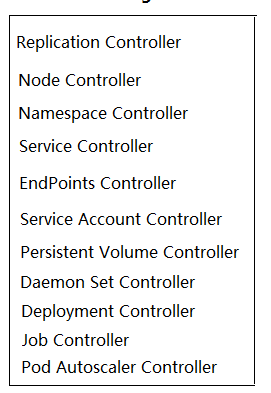 Replication Controller
Node Controller
Namespace Controller
Service Controller
EndPoints Controller
Service Account Controller
Persistent Volume Controller
Daemon Set Controller
Deployment Controller
Job Controller
Pod Autoscaler Controller